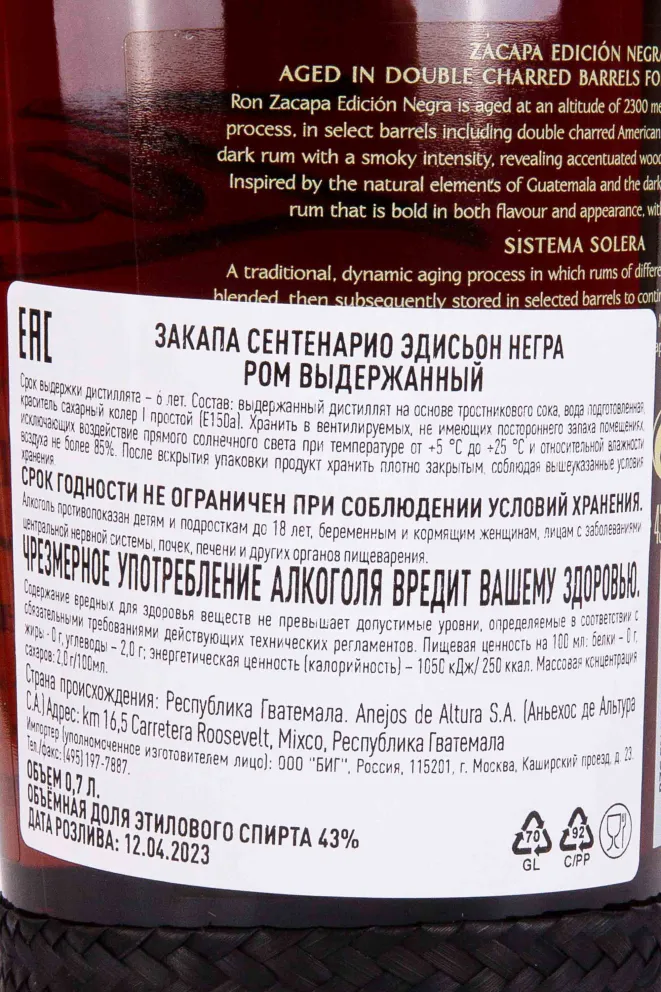 ZACAPA EDICIÓN NEGRA
AGED IN DOUBLE CHARRED BARRELS FO
Ron Zacapa Edición Negra is aged at an altitude of 2300 me
process, in select barrels including double charred American
dark rum with a smoky intensity, revealing accentuated wood
Inspired by the natural elements of Guatemala and the dark
rum that is bold in both flavour and appearance, wit
SISTEMA SOLERA
A traditional, dynamic aging process in which rums of differe
blended, then subsequently stored in selected barrels to contin
EAC
ЗАКАПА СЕНТЕНАРИО ЭДИСЬОН НЕГРА
РОМ ВЫДЕРЖАННЫЙ
Срок выдержки дистиллята – 6 лет. Состав: выдержанный дистиллят на основе тростникового сока, вода подготовленная,
краситель сахарный колер I простой (E150a). Хранить в вентилируемых, не имеющих постороннего запаха помещениях,
исключающих воздействие прямого солнечного света при температуре от +5 °C до +25 °C и относительной влажности
воздуха не более 85%. После вскрытия упаковки продукт хранить плотно закрытым, соблюдая вышеуказанные условия
хранения.
СРОК ГОДНОСТИ НЕ ОГРАНИЧЕН ПРИ СОБЛЮДЕНИИ УСЛОВИЙ ХРАНЕНИЯ.
Алкоголь противопоказан детям и подросткам до 18 лет, беременным и кормящим женщинам, лицам с заболеваниями
центральной нервной системы, почек, печени и других органов пищеварения.
ЧРЕЗМЕРНОЕ УПОТРЕБЛЕНИЕ АЛКОГОЛЯ ВРЕДИТ ВАШЕМУ ЗДОРОВЬЮ.
Содержание вредных для здоровья веществ не превышает допустимые уровни, определяемые в соответствии с
обязательными требованиями действующих технических регламентов. Пищевая ценность на 100 мл: белки – 0 г,
жиры - 0 г, углеводы – 2,0 г; энергетическая ценность (калорийность) – 1050 кДж/ 250 ккал. Массовая концентрация
сахаров: 2,0 г/100мл.
Страна происхождения: Республика Гватемала. Anejos de Altura S.A. (Аньехос де Альтура
С.А.) Адрес: km 16,5 Carretera Roosevelt, Mixco, Республика Гватемала
Импортер (уполномоченное изготовителем лицо): ООО "БИГ", Россия, 115201, г. Москва, Каширский проезд, д. 23.
Тел./факс: (495) 197-7887.
ОБЪЕМ 0,7 Л.
ОБЪЁМНАЯ ДОЛЯ ЭТИЛОВОГО СПИРТА 43%
ДАТА РОЗЛИВА: 12.04.2023
70
GL
92
C/PP